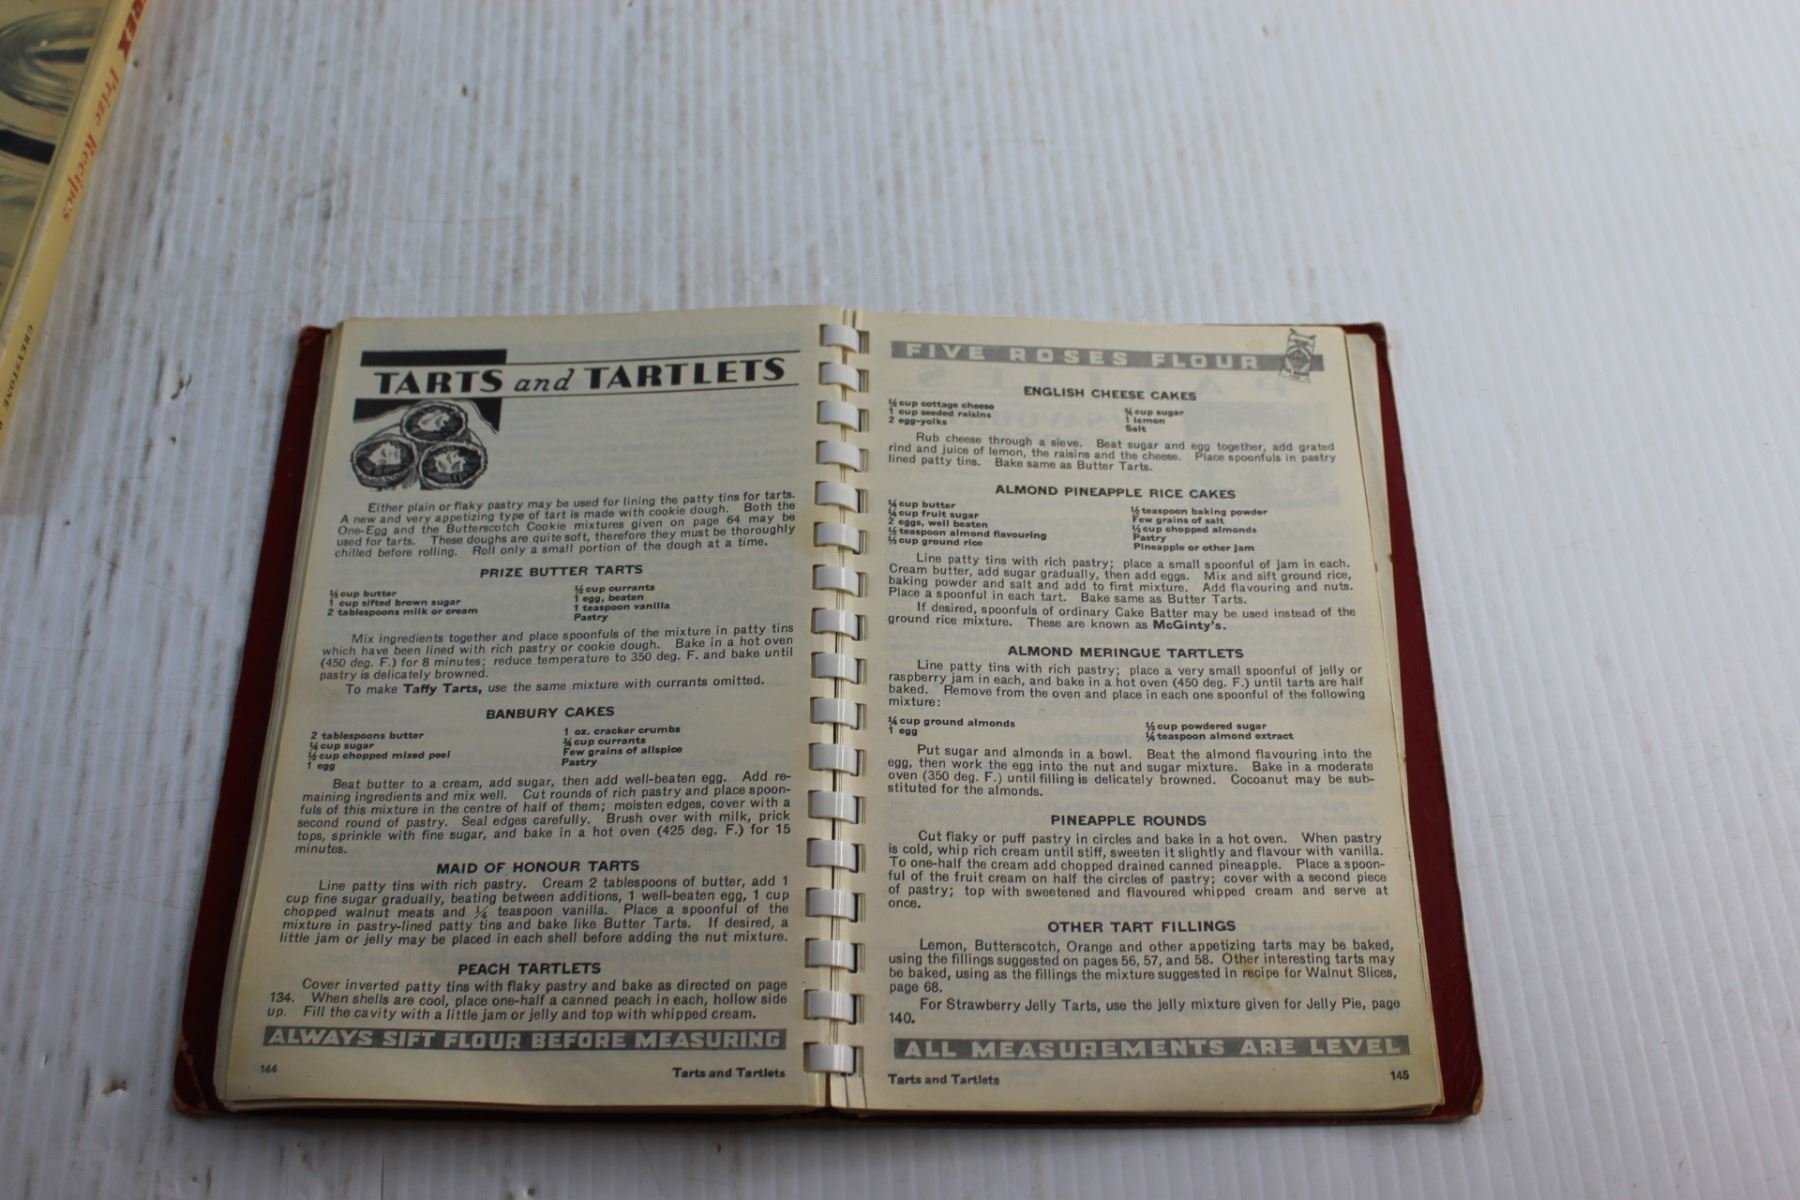 REX Prize Recipes
GREYSTONE
TARTS and TARTLETS
Either plain or flaky pastry may be used for lining the patty tins for tarts.
A new and very appetizing type of tart is made with cookie dough. Both the
One-Egg and the Butterscotch Cookie mixtures given on page 64 may be
used for tarts. These doughs are quite soft, therefore they must be thoroughly
chilled before rolling. Roll only a small portion of the dough at a time.
PRIZE BUTTER TARTS
cup butter
1 cup sifted brown sugar
2 tablespoons milk or cream
½ cup currants
1 egg, beaten
1 teaspoon vanilla
Pastry
Mix ingredients together and place spoonfuls of the mixture in patty tins
which have been lined with rich pastry or cookie dough. Bake in a hot oven
(450 deg. F.) for 8 minutes; reduce temperature to 350 deg. F. and bake until
pastry is delicately browned.
To make Taffy Tarts, use the same mixture with currants omitted.
BANBURY CAKES
2 tablespoons butter
¼ cup sugar
½ cup chopped mixed peel
1 egg
1 oz. cracker crumbs
¾ cup currants
Few grains of allspice
Pastry
Beat butter to a cream, add sugar, then add well-beaten egg. Add re-
maining ingredients and mix well. Cut rounds of rich pastry and place spoon-
fuls of this mixture in the centre of half of them; moisten edges, cover with a
second round of pastry. Seal edges carefully. Brush over with milk, prick
tops, sprinkle with fine sugar, and bake in a hot oven (425 deg. F.) for 15
minutes.
MAID OF HONOUR TARTS
Line patty tins with rich pastry. Cream 2 tablespoons of butter, add 1
cup fine sugar gradually, beating between additions, 1 well-beaten egg, 1 cup
chopped walnut meats and ¼ teaspoon vanilla. Place a spoonful of the
mixture in pastry-lined patty tins and bake like Butter Tarts. If desired, a
little jam or jelly may be placed in each shell before adding the nut mixture.
PEACH TARTLETS
Cover inverted patty tins with flaky pastry and bake as directed on page
134. When shells are cool, place one-half a canned peach in each, hollow side
up. Fill the cavity with a little jam or jelly and top with whipped cream.
ALWAYS SIFT FLOUR BEFORE MEASURING
144
Tarts and Tartlets
FIVE ROSES FLOUR
ENGLISH CHEESE CAKES
½ cup cottage cheese
1 cup seeded raisins
2 egg-yolks
¾ cup sugar
1 lemon
Salt
Rub cheese through a sieve. Beat sugar and egg together, add grated
rind and juice of lemon, the raisins and the cheese. Place spoonfuls in pastry
lined patty tins. Bake same as Butter Tarts.
ALMOND PINEAPPLE RICE CAKES
¼ cup butter
cup fruit sugar
2 eggs, well beaten
½ teaspoon almond flavouring
½ cup ground rice
½ teaspoon baking powder
Few grains of salt
cup chopped almonds
Pastry
Pineapple or other jam
Line patty tins with rich pastry; place a small spoonful of jam in each.
Cream butter, add sugar gradually, then add eggs. Mix and sift ground rice,
baking powder and salt and add to first mixture. Add flavouring and nuts.
Place a spoonful in each tart. Bake same as Butter Tarts.
If desired, spoonfuls of ordinary Cake Batter may be used instead of the
ground rice mixture. These are known as McGinty's.
ALMOND MERINGUE TARTLETS
Line patty tins with rich pastry; place a very small spoonful of jelly or
raspberry jam in each, and bake in a hot oven (450 deg. F.) until tarts are half
baked. Remove from the oven and place in each one spoonful of the following
mixture:
¼ cup ground almonds
1 egg
cup powdered sugar
¼ teaspoon almond extract
Put sugar and almonds in a bowl. Beat the almond flavouring into the
egg, then work the egg into the nut and sugar mixture. Bake in a moderate
oven (350 deg. F.) until filling is delicately browned. Cocoanut may be sub-
stituted for the almonds.
PINEAPPLE ROUNDS
Cut flaky or puff pastry in circles and bake in a hot oven. When pastry
is cold, whip rich cream until stiff, sweeten it slightly and flavour with vanilla.
To one-half the cream add chopped drained canned pineapple. Place a spoon-
ful of the fruit cream on half the circles of pastry; cover with a second piece
of pastry; top with sweetened and flavoured whipped cream and serve at
once.
OTHER TART FILLINGS
Lemon, Butterscotch, Orange and other appetizing tarts may be baked,
using the fillings suggested on pages 56, 57, and 58. Other interesting tarts may
be baked, using as the fillings the mixture suggested in recipe for Walnut Slices,
page 68.
For Strawberry Jelly Tarts, use the jelly mixture given for Jelly Pie, page
140.
ALL MEASUREMENTS ARE LEVEL
Tarts and Tartlets
145